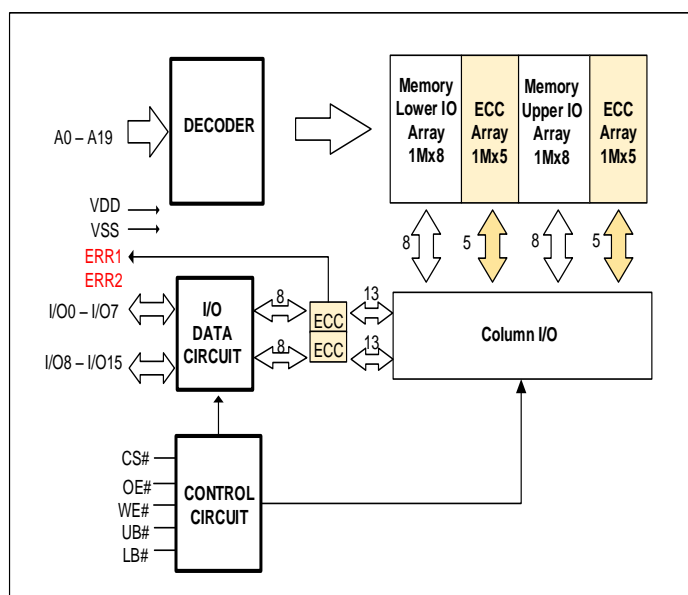 A0 – A19
DECODER
Memory
Lower IO
Array
1Mx8
ECC
Array
1Mx5
Memory
Upper IO
Array
1Mx8
ECC
Array
1Mx5
VDD
VSS
ERR1
ERR2
8
5
8
5
I/O0 – I/O7
I/O8 – I/O15
I/O
DATA
CIRCUIT
8
8
ECC
ECC
13
13
Column I/O
CS#
OE#
WE#
UB#
LB#
CONTROL
CIRCUIT